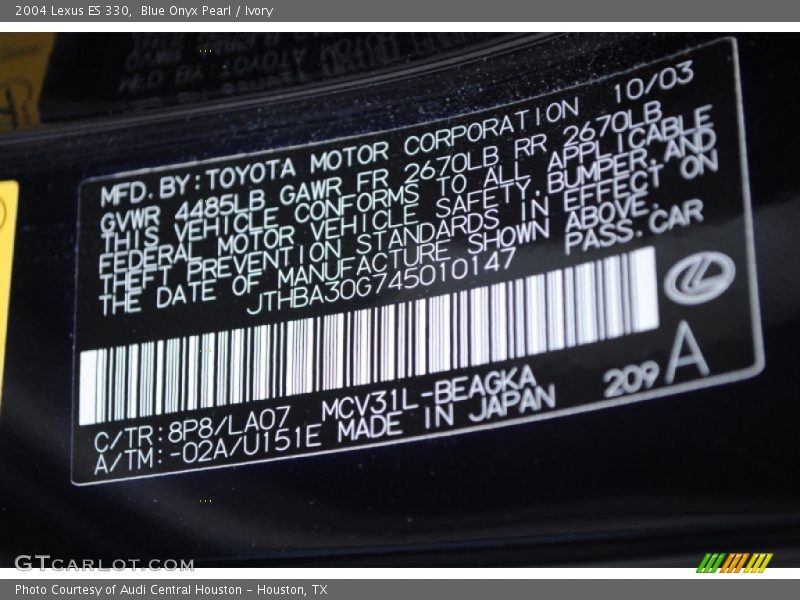 2004 Lexus ES 330, Blue Onyx Pearl / Ivory
MFD. BY: TOYOTA MOTOR CORPORATION 10/03
GVWR 4485LB GAWR FR 2670LB RR 2670LB
THIS VEHICLE CONFORMS TO ALL APPLICABLE
FEDERAL MOTOR VEHICLE SAFETY, BUMPER, AND
THEFT PREVENTION STANDARDS IN EFFECT ON
THE DATE OF MANUFACTURE SHOWN ABOVE.
JTHBA30G745010147 PASS. CAR
C/TR: 8P8/LA07 MCV31L-BEAGKA 209 A
A/TM: -02A/U151E MADE IN JAPAN
GTCARLOT.COM
Photo Courtesy of Audi Central Houston - Houston, TX